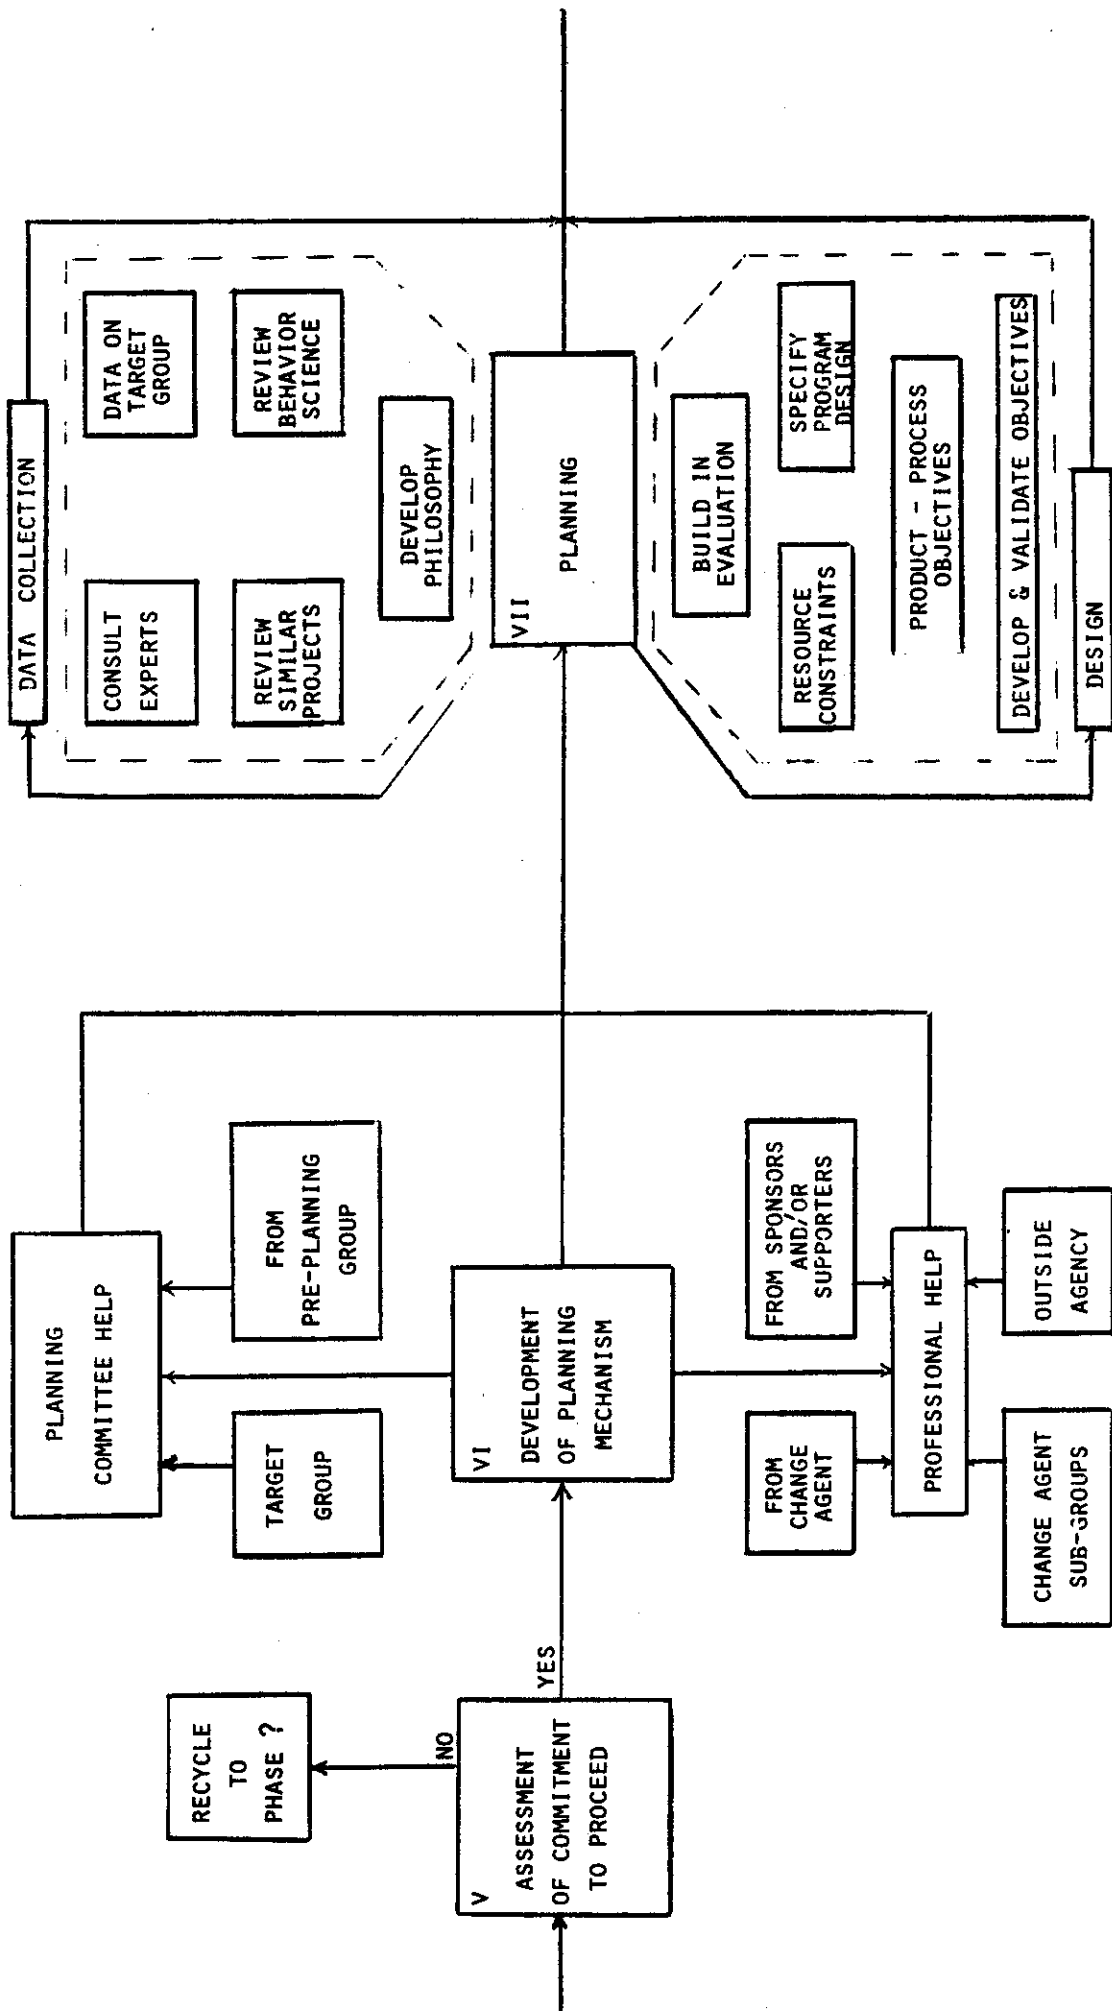 V
ASSESSMENT
OF COMMITMENT
TO PROCEED
NO
YES
RECYCLE
TO
PHASE ?
PLANNING
COMMITTEE HELP
TARGET
GROUP
FROM
PRE-PLANNING
GROUP
VI
DEVELOPMENT
OF PLANNING
MECHANISM
FROM
CHANGE
AGENT
FROM SPONSORS
AND/OR
SUPPORTERS
PROFESSIONAL HELP
CHANGE AGENT
SUB-GROUPS
OUTSIDE
AGENCY
DATA COLLECTION
CONSULT
EXPERTS
DATA ON
TARGET
GROUP
REVIEW
SIMILAR
PROJECTS
REVIEW
BEHAVIOR
SCIENCE
DEVELOP
PHILOSOPHY
VII
PLANNING
BUILD IN
EVALUATION
RESOURCE
CONSTRAINTS
SPECIFY
PROGRAM
DESIGN
PRODUCT - PROCESS
OBJECTIVES
DEVELOP & VALIDATE OBJECTIVES
DESIGN